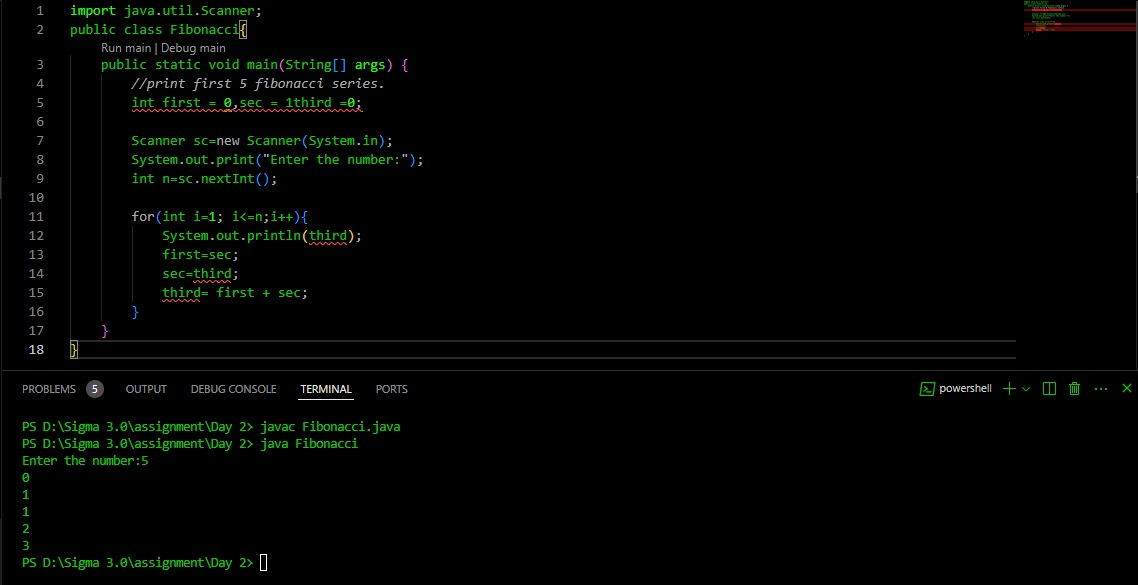 1 import java.util.Scanner;
2 public class Fibonacci{
Run main | Debug main
3 public static void main(String[] args) {
4 //print first 5 fibonacci series.
5 int first = 0,sec = 1third =0;
6
7 Scanner sc=new Scanner(System.in);
8 System.out.print("Enter the number:");
9 int n=sc.nextInt();
10
11 for(int i=1; i<=n;i++){
12 System.out.println(third);
13 first=sec;
14 sec=third;
15 third= first + sec;
16 }
17 }
18 }
PROBLEMS 5 OUTPUT DEBUG CONSOLE TERMINAL PORTS powershell
PS D:\Sigma 3.0\assignment\Day 2> javac Fibonacci.java
PS D:\Sigma 3.0\assignment\Day 2> java Fibonacci
Enter the number:5
0
1
1
2
3
PS D:\Sigma 3.0\assignment\Day 2>